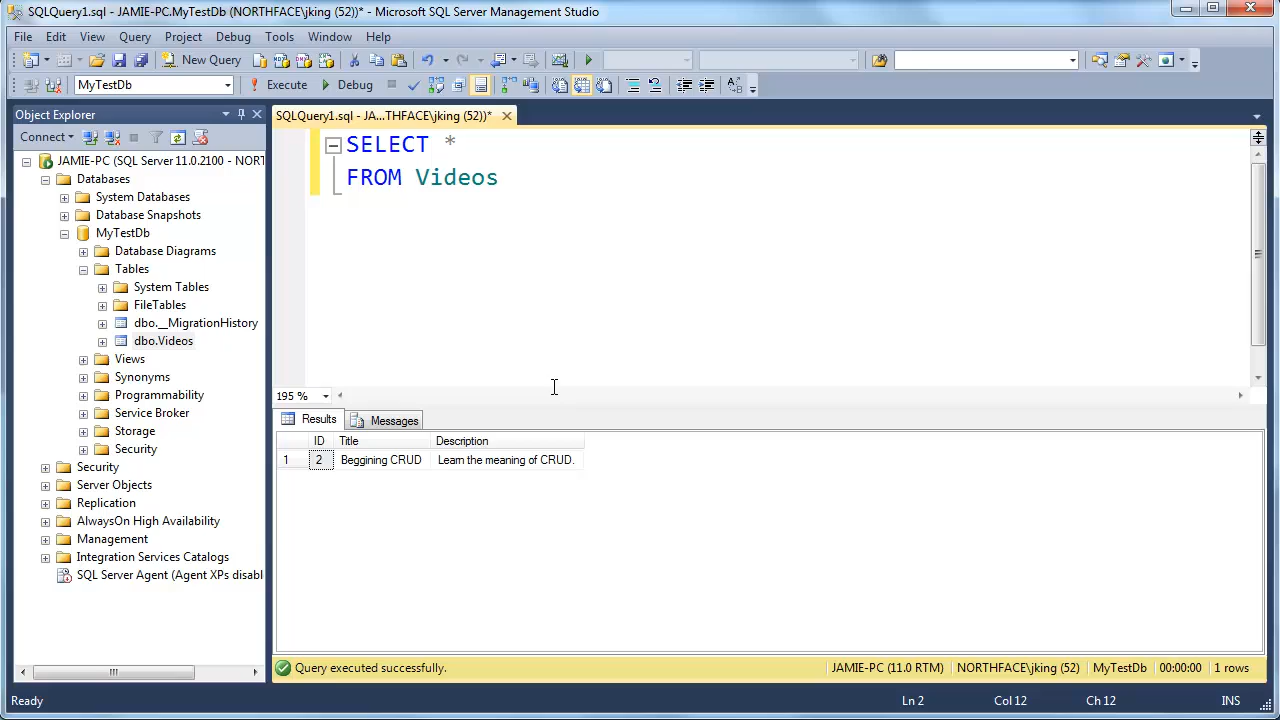 SQLQuery1.sql - JAMIE-PC.MyTestDb (NORTHFACE\jking (52))* - Microsoft SQL Server Management Studio
File Edit View Query Project Debug Tools Window Help
New Query
MyTestDb Execute Debug
Object Explorer
SQLQuery1.sql - JA...THFACE\jking (52))*
Connect
JAMIE-PC (SQL Server 11.0.2100 - NORT
Databases
System Databases
Database Snapshots
MyTestDb
Database Diagrams
Tables
System Tables
FileTables
dbo.__MigrationHistory
dbo.Videos
Views
Synonyms
Programmability
Service Broker
Storage
Security
Security
Server Objects
Replication
AlwaysOn High Availability
Management
Integration Services Catalogs
SQL Server Agent (Agent XPs disabl
SELECT *
FROM Videos
195 %
Results Messages
ID Title Description
1 2 Beggining CRUD Learn the meaning of CRUD.
Query executed successfully. JAMIE-PC (11.0 RTM) NORTHFACE\jking (52) MyTestDb 00:00:00 1 rows
Ready Ln 2 Col 12 Ch 12 INS